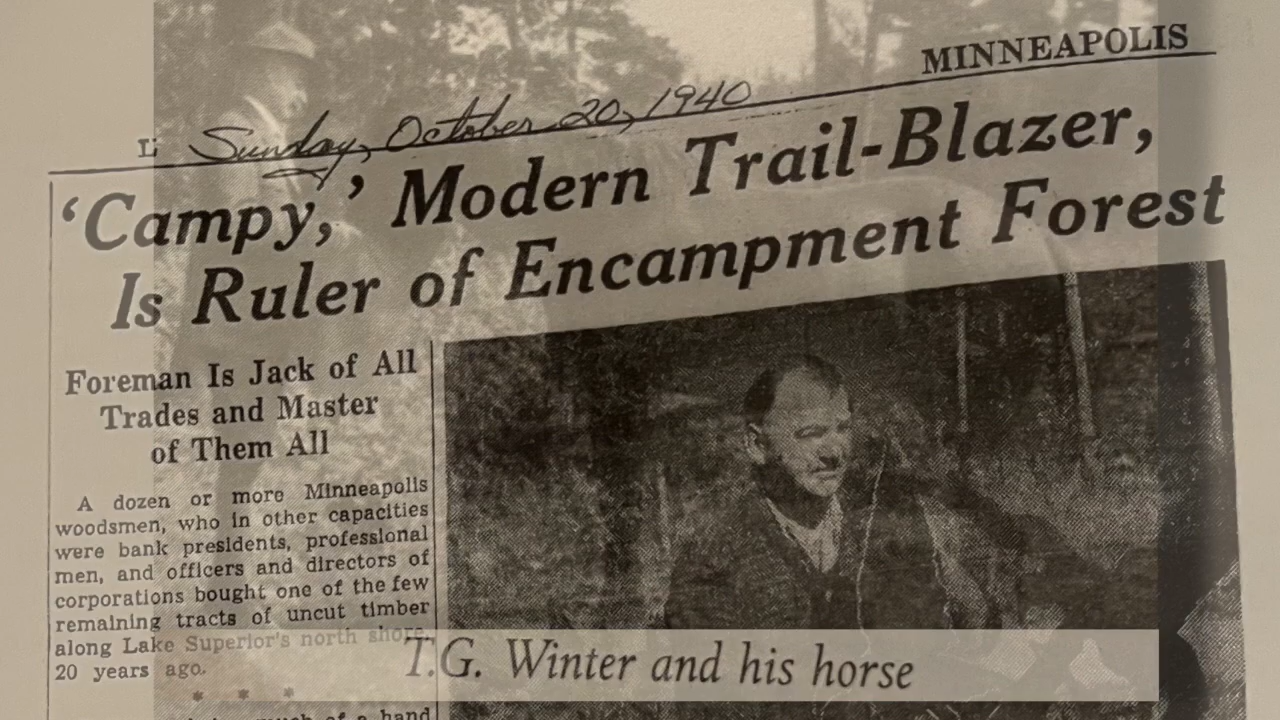 MINNEAPOLIS
Sunday, October 20, 1940
'Campy,' Modern Trail-Blazer,
Is Ruler of Encampment Forest
Foreman Is Jack of All
Trades and Master
of Them All
A dozen or more Minneapolis
woodsmen, who in other capacities
were bank presidents, professional
men, and officers and directors of
corporations bought one of the few
remaining tracts of uncut timber
along Lake Superior's north shore
20 years ago.
* * *
of a hand
T.G. Winter and his horse